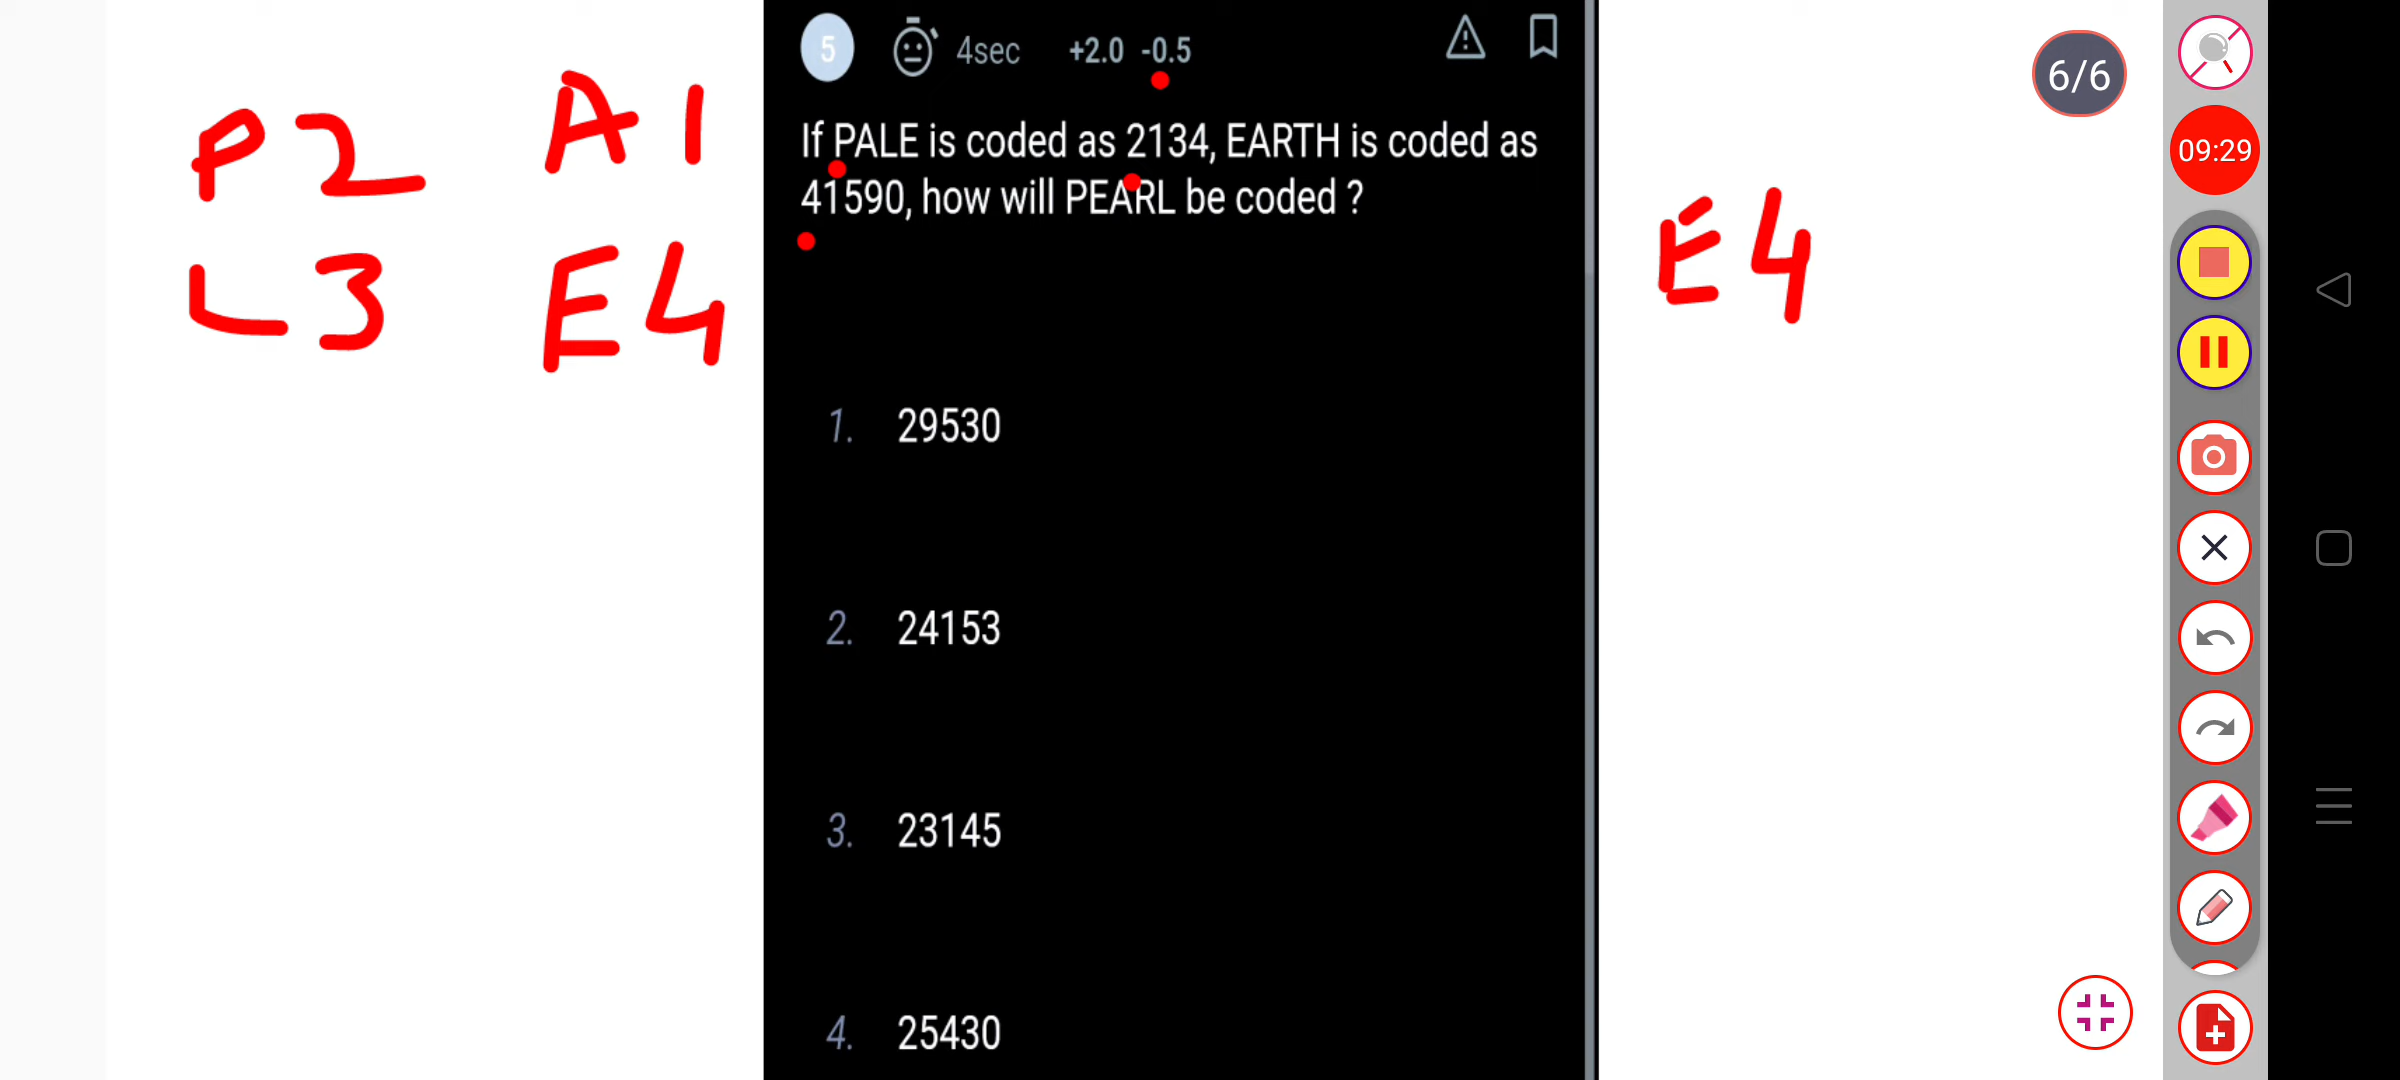 5 4sec +2.0 -0.5
6/6
09:29
P2 A1
L3 E4
If PALE is coded as 2134, EARTH is coded as
41590, how will PEARL be coded ?
E4
1. 29530
2. 24153
3. 23145
4. 25430